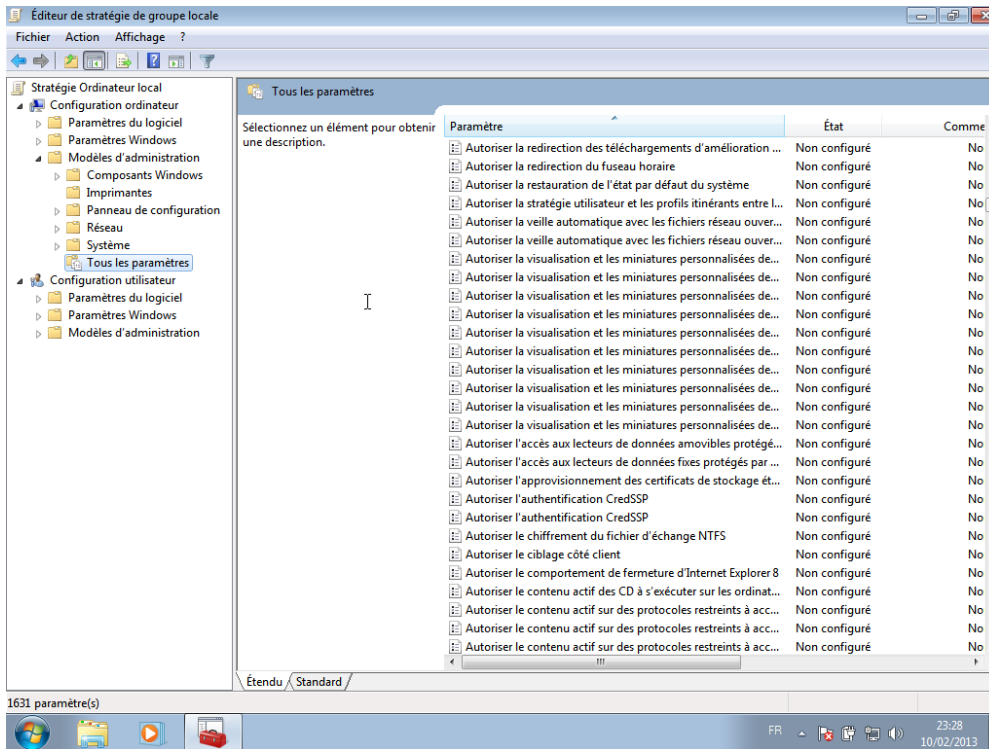 Éditeur de stratégie de groupe locale
Fichier Action Affichage ?
Stratégie Ordinateur local
Configuration ordinateur
Paramètres du logiciel
Paramètres Windows
Modèles d'administration
Composants Windows
Imprimantes
Panneau de configuration
Réseau
Système
Tous les paramètres
Configuration utilisateur
Paramètres du logiciel
Paramètres Windows
Modèles d'administration
Tous les paramètres
Sélectionnez un élément pour obtenir
une description.
Paramètre État Comme
Autoriser la redirection des téléchargements d'amélioration ... Non configuré No
Autoriser la redirection du fuseau horaire Non configuré No
Autoriser la restauration de l'état par défaut du système Non configuré No
Autoriser la stratégie utilisateur et les profils itinérants entre l... Non configuré No
Autoriser la veille automatique avec les fichiers réseau ouver... Non configuré No
Autoriser la veille automatique avec les fichiers réseau ouver... Non configuré No
Autoriser la visualisation et les miniatures personnalisées de... Non configuré No
Autoriser la visualisation et les miniatures personnalisées de... Non configuré No
Autoriser la visualisation et les miniatures personnalisées de... Non configuré No
Autoriser la visualisation et les miniatures personnalisées de... Non configuré No
Autoriser la visualisation et les miniatures personnalisées de... Non configuré No
Autoriser la visualisation et les miniatures personnalisées de... Non configuré No
Autoriser la visualisation et les miniatures personnalisées de... Non configuré No
Autoriser la visualisation et les miniatures personnalisées de... Non configuré No
Autoriser la visualisation et les miniatures personnalisées de... Non configuré No
Autoriser la visualisation et les miniatures personnalisées de... Non configuré No
Autoriser l'accès aux lecteurs de données amovibles protégé... Non configuré No
Autoriser l'accès aux lecteurs de données fixes protégés par ... Non configuré No
Autoriser l'approvisionnement des certificats de stockage ét... Non configuré No
Autoriser l'authentification CredSSP Non configuré No
Autoriser l'authentification CredSSP Non configuré No
Autoriser le chiffrement du fichier d'échange NTFS Non configuré No
Autoriser le ciblage côté client Non configuré No
Autoriser le comportement de fermeture d'Internet Explorer 8 Non configuré No
Autoriser le contenu actif des CD à s'exécuter sur les ordinat... Non configuré No
Autoriser le contenu actif sur des protocoles restreints à acc... Non configuré No
Autoriser le contenu actif sur des protocoles restreints à acc... Non configuré No
Autoriser le contenu actif sur des protocoles restreints à acc... Non configuré No
Étendu Standard
1631 paramètre(s)
FR
23:28
10/02/2013